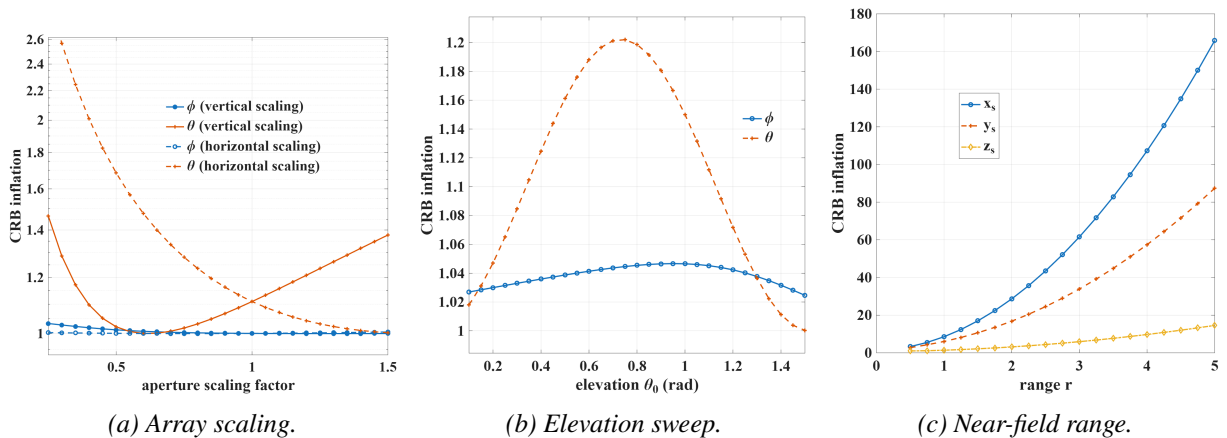 2.6
2.4
2.2
2
1.8
1.6
1.4
1.2
1
CRB inflation
ϕ (vertical scaling)
θ (vertical scaling)
ϕ (horizontal scaling)
θ (horizontal scaling)
0.5
1
1.5
aperture scaling factor
(a) Array scaling.
1.2
1.18
1.16
1.14
1.12
1.1
1.08
1.06
1.04
1.02
1
CRB inflation
ϕ
θ
0.2
0.4
0.6
0.8
1
1.2
1.4
elevation θ₀ (rad)
(b) Elevation sweep.
180
160
140
120
100
80
60
40
20
0
CRB inflation
xₛ
yₛ
zₛ
0
1
2
3
4
5
range r
(c) Near-field range.